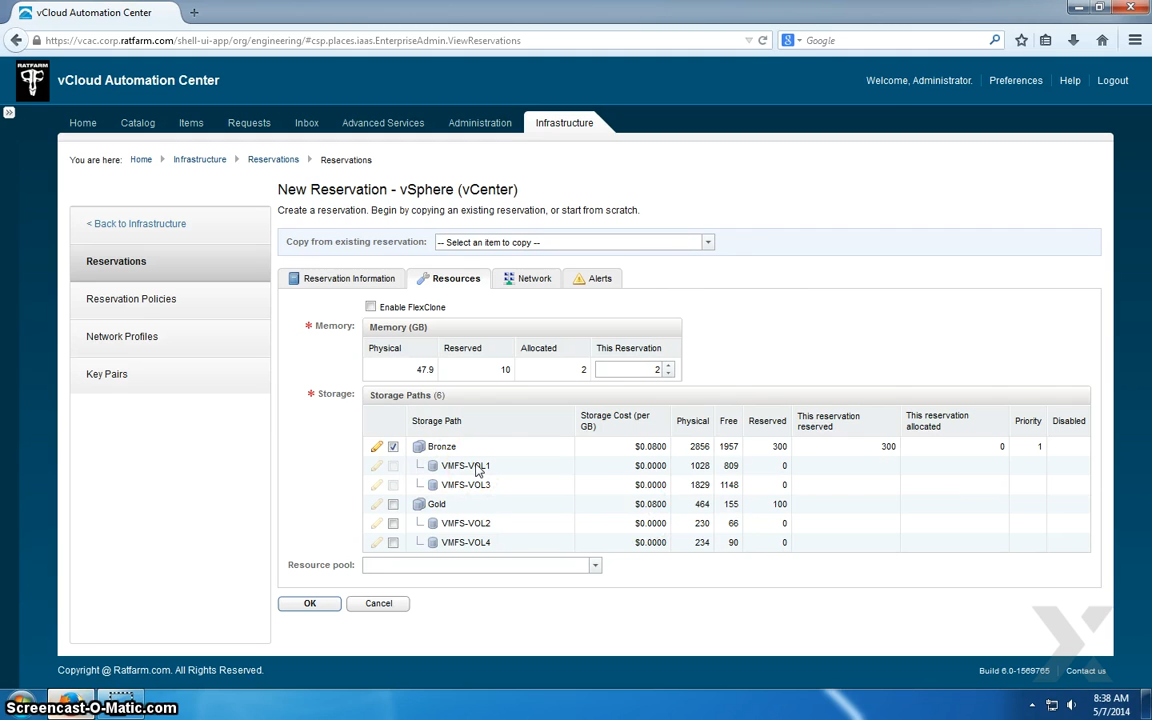 vCloud Automation Center
https://vcac.corp.ratfarm.com/shell-ui-app/org/engineering/#csp.places.iaas.EnterpriseAdmin.ViewReservations
Google
RATFARM
vCloud Automation Center
Welcome, Administrator. Preferences Help Logout
Home Catalog Items Requests Inbox Advanced Services Administration Infrastructure
You are here: Home Infrastructure Reservations Reservations
New Reservation - vSphere (vCenter)
Create a reservation. Begin by copying an existing reservation, or start from scratch.
< Back to Infrastructure
Reservations
Reservation Policies
Network Profiles
Key Pairs
Copy from existing reservation: -- Select an item to copy --
Reservation Information Resources Network Alerts
Enable FlexClone
* Memory: Memory (GB)
Physical Reserved Allocated This Reservation
47.9 10 2 2
* Storage: Storage Paths (6)
Storage Path Storage Cost (per GB) Physical Free Reserved This reservation reserved This reservation allocated Priority Disabled
Bronze $0.0800 2856 1957 300 300 0 1
VMFS-VOL1 $0.0000 1028 809 0
VMFS-VOL3 $0.0000 1829 1148 0
Gold $0.0800 464 155 100
VMFS-VOL2 $0.0000 230 66 0
VMFS-VOL4 $0.0000 234 90 0
Resource pool:
OK Cancel
Copyright @ Ratfarm.com. All Rights Reserved.
Build 6.0-1569765 Contact us
Screencast-O-Matic.com
8:38 AM
5/7/2014